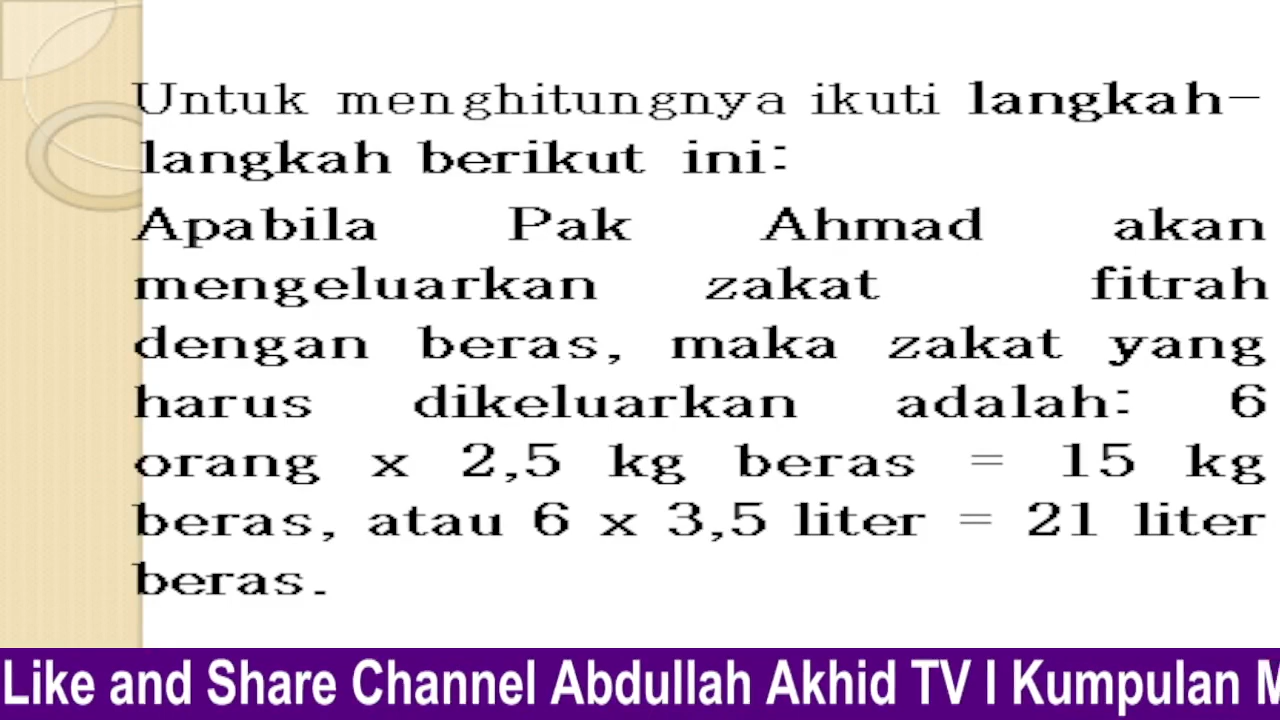 Untuk menghitungnya ikuti langkah-
langkah berikut ini:
Apabila Pak Ahmad akan
mengeluarkan zakat fitrah
dengan beras, maka zakat yang
harus dikeluarkan adalah: 6
orang x 2,5 kg beras = 15 kg
beras, atau 6 x 3,5 liter = 21 liter
beras.
Like and Share Channel Abdullah Akhid TV I Kumpulan